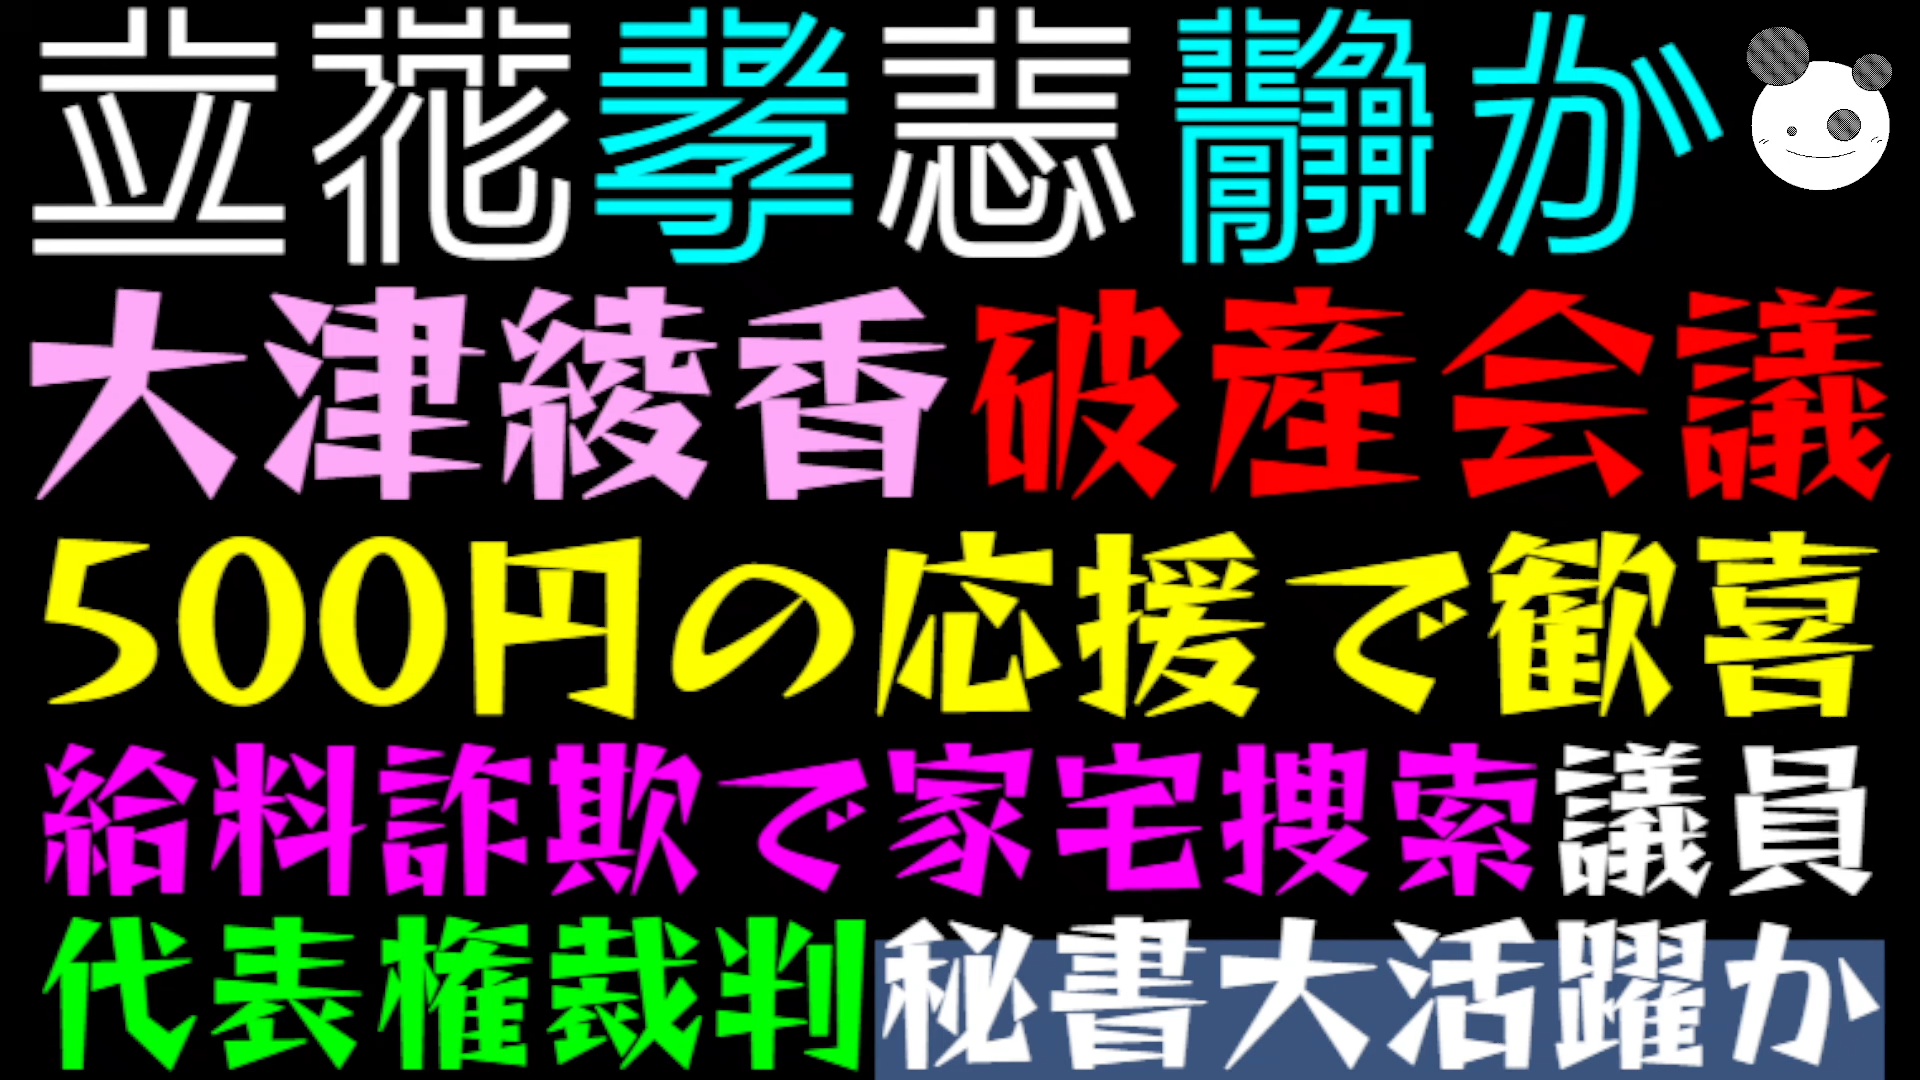 立花孝志静か
大津綾香破産会議
500円の応援で歓喜
給料詐欺で家宅捜索議員
代表権裁判秘書大活躍か